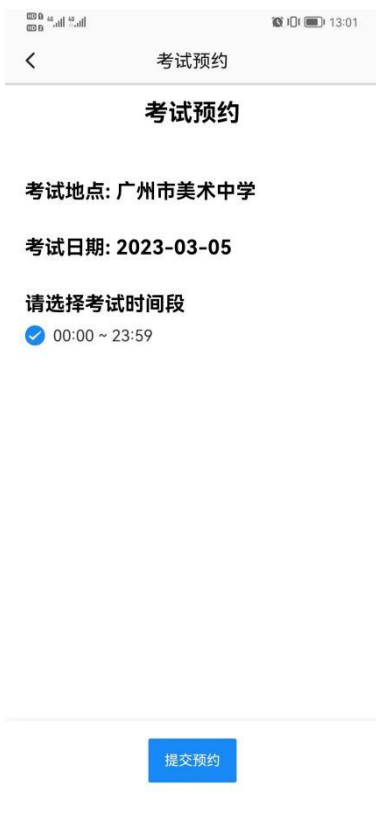 13:01
考试预约
考试预约
考试地点: 广州市美术中学
考试日期: 2023-03-05
请选择考试时间段
00:00 ~ 23:59
提交预约